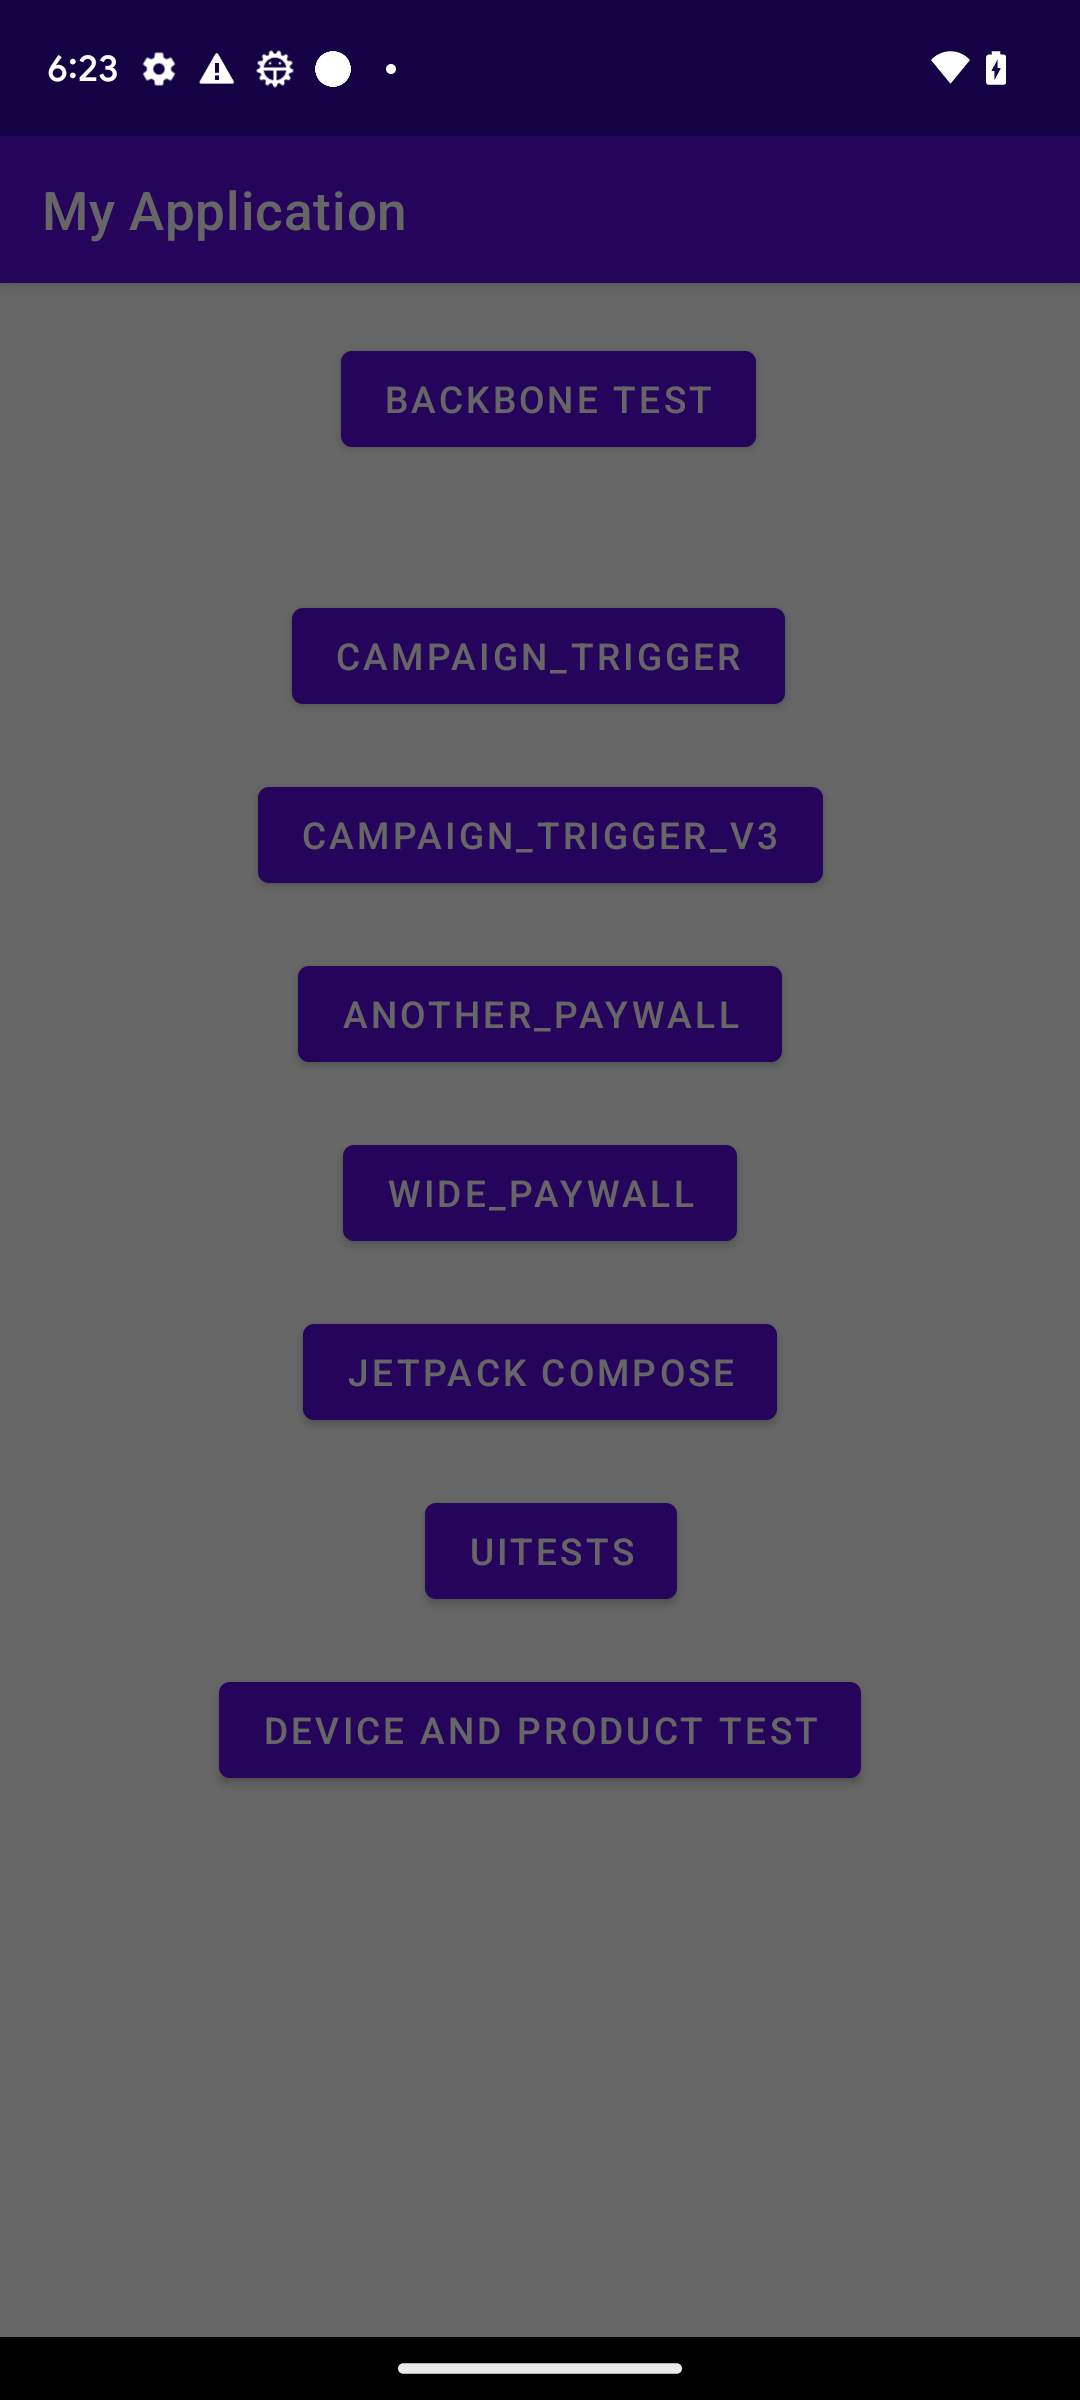 6:23
My Application
BACKBONE TEST
CAMPAIGN_TRIGGER
CAMPAIGN_TRIGGER_V3
ANOTHER_PAYWALL
WIDE_PAYWALL
JETPACK COMPOSE
UITESTS
DEVICE AND PRODUCT TEST